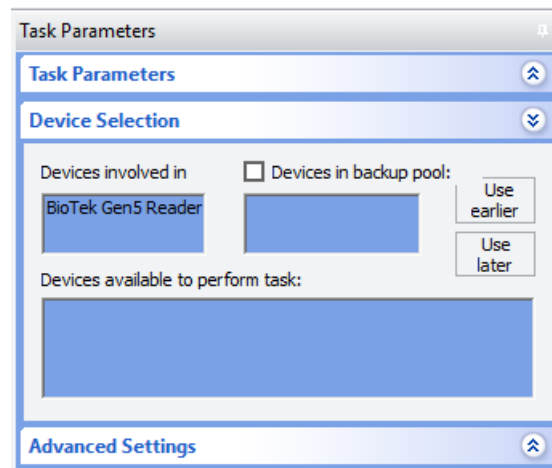 Task Parameters
Task Parameters
Device Selection
Devices involved in
Devices in backup pool:
BioTek Gen5 Reader
Use
earlier
Use
later
Devices available to perform task:
Advanced Settings